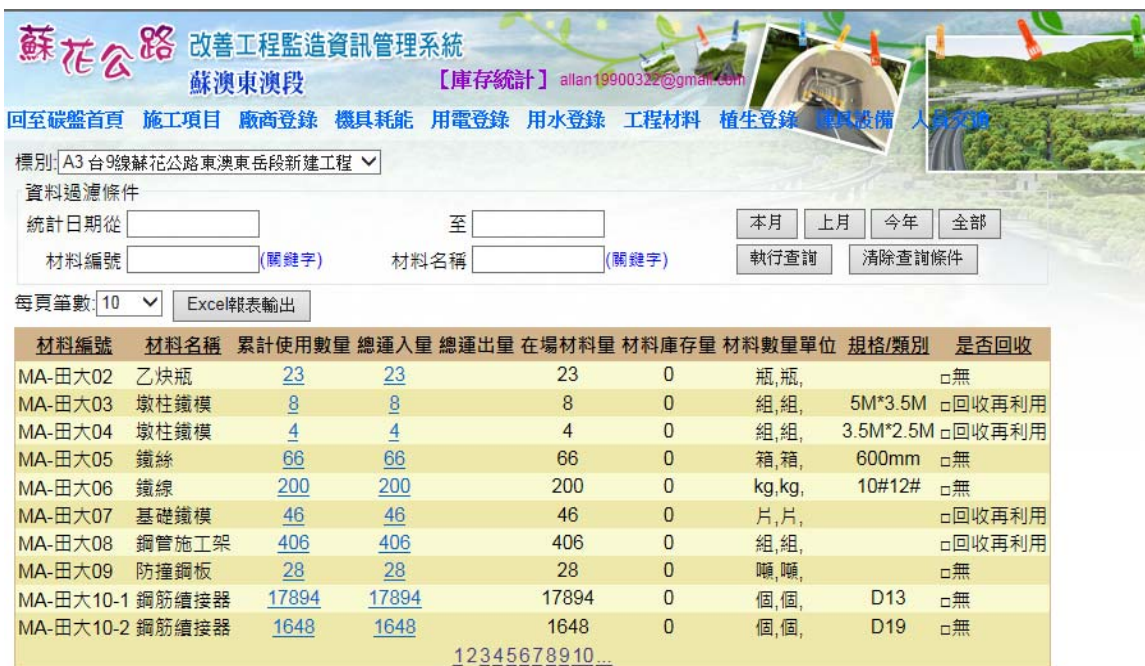 蘇花公路 改善工程監造資訊管理系統
蘇澳東澳段 【庫存統計】 allan19900322@gmail.com
回至碳盤首頁 施工項目 廠商登錄 機具耗能 用電登錄 用水登錄 工程材料 植生登錄 人員交通
標別: A3 台9線蘇花公路東澳東岳段新建工程
資料過濾條件
統計日期從 至 本月 上月 今年 全部
材料編號 (關鍵字) 材料名稱 (關鍵字) 執行查詢 清除查詢條件
每頁筆數: 10 Excel報表輸出
材料編號 材料名稱 累計使用數量 總運入量 總運出量 在場材料量 材料庫存量 材料數量單位 規格/類別 是否回收
MA-田大02 乙炔瓶 23 23 23 0 瓶,瓶, □無
MA-田大03 墩柱鐵模 8 8 8 0 組,組, 5M*3.5M □回收再利用
MA-田大04 墩柱鐵模 4 4 4 0 組,組, 3.5M*2.5M □回收再利用
MA-田大05 鐵絲 66 66 66 0 箱,箱, 600mm □無
MA-田大06 鐵線 200 200 200 0 kg,kg, 10#12# □無
MA-田大07 基礎鐵模 46 46 46 0 片,片, □回收再利用
MA-田大08 鋼管施工架 406 406 406 0 組,組, □回收再利用
MA-田大09 防撞鋼板 28 28 28 0 噸,噸, □無
MA-田大10-1 鋼筋續接器 17894 17894 17894 0 個,個, D13 □無
MA-田大10-2 鋼筋續接器 1648 1648 1648 0 個,個, D19 □無
12345678910...